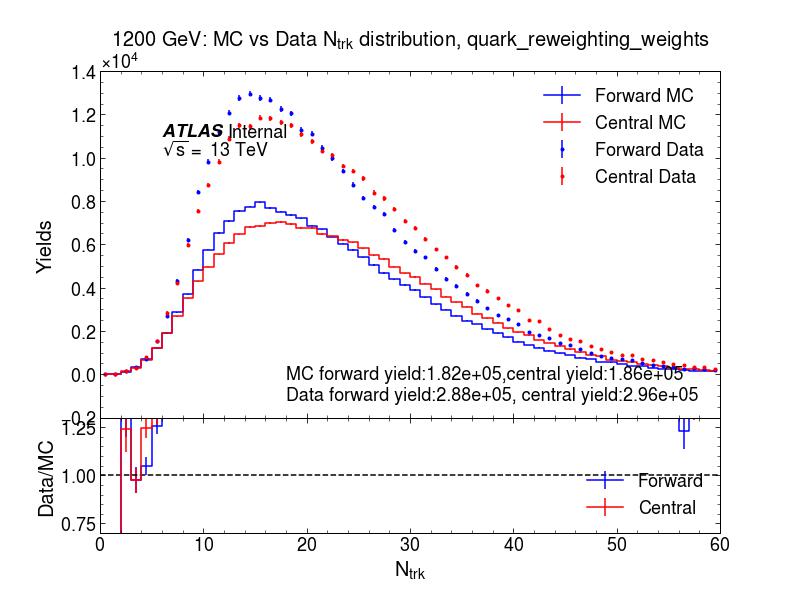 1200 GeV: MC vs Data N_trk distribution, quark_reweighting_weights
×10⁴
1.4
1.2
1.0
0.8
0.6
0.4
0.2
0.0
0.2
Yields
ATLAS Internal
√s = 13 TeV
Forward MC
Central MC
Forward Data
Central Data
MC forward yield:1.82e+05,central yield:1.86e+05
Data forward yield:2.88e+05, central yield:2.96e+05
1.25
1.00
0.75
Data/MC
Forward
Central
0 10 20 30 40 50 60
N_trk